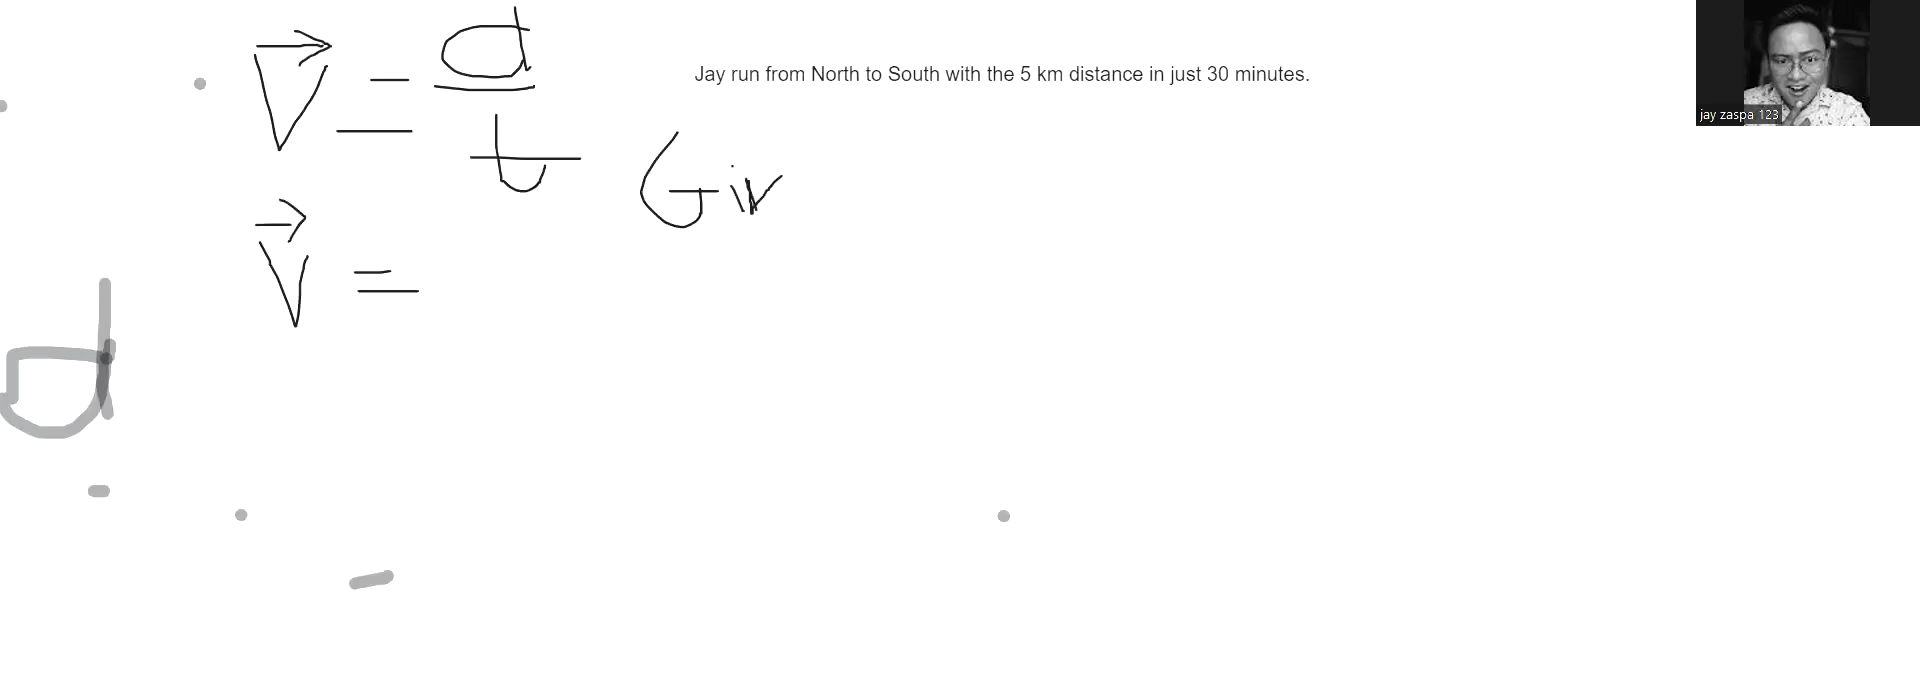 V = d
t
Jay run from North to South with the 5 km distance in just 30 minutes.
jay zaspa 123
Giv
V =
d